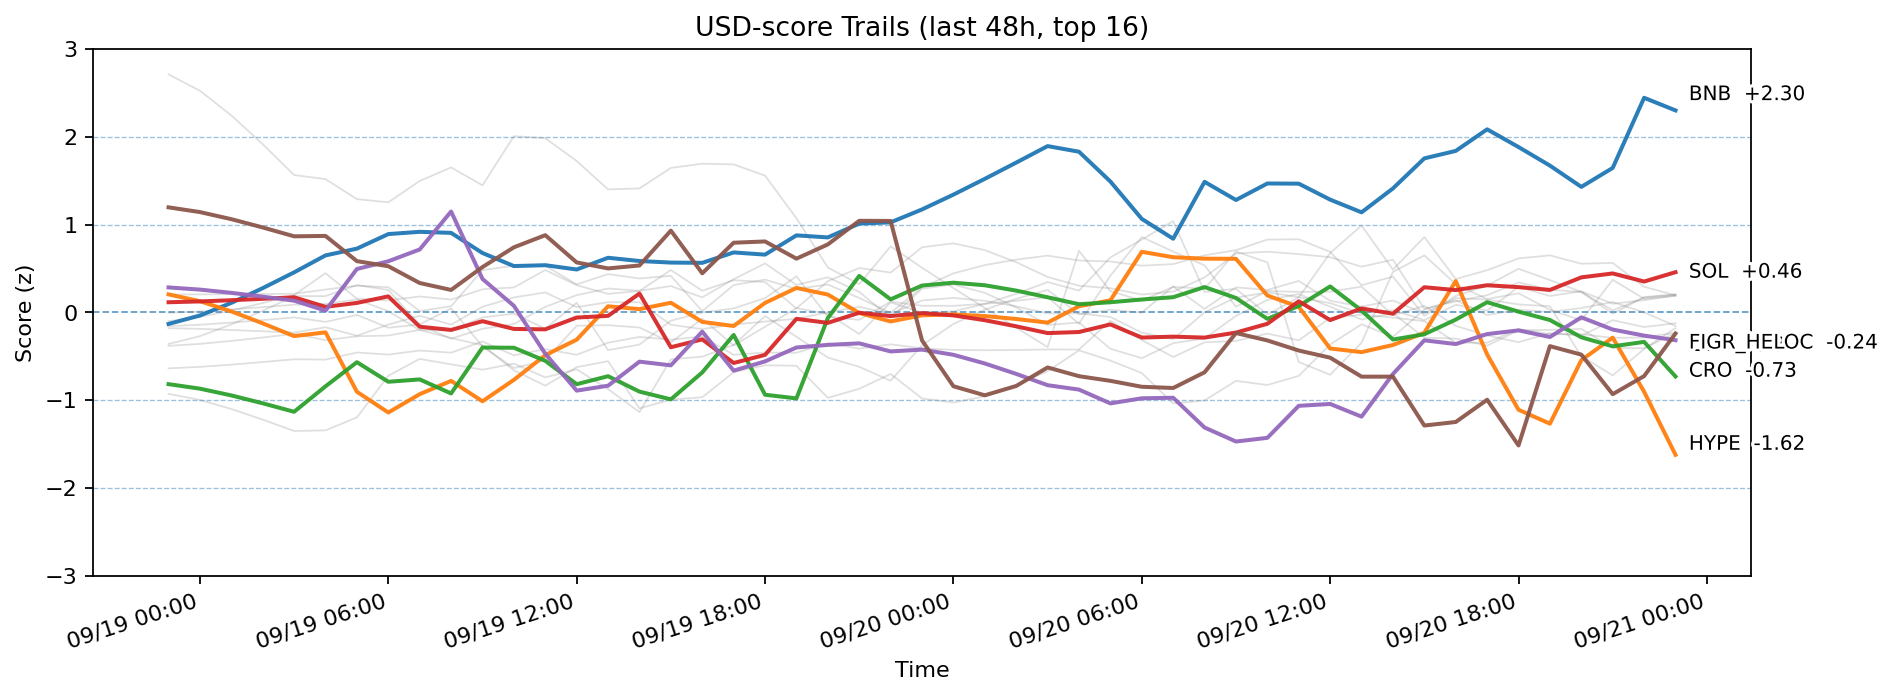 USD-score Trails (last 48h, top 16)
Score (z)
3
2
1
0
−1
−2
−3
BNB +2.30
SOL +0.46
FIGR_HELOC -0.24
CRO -0.73
HYPE -1.62
09/19 00:00
09/19 06:00
09/19 12:00
09/19 18:00
09/20 00:00
09/20 06:00
09/20 12:00
09/20 18:00
09/21 00:00
Time